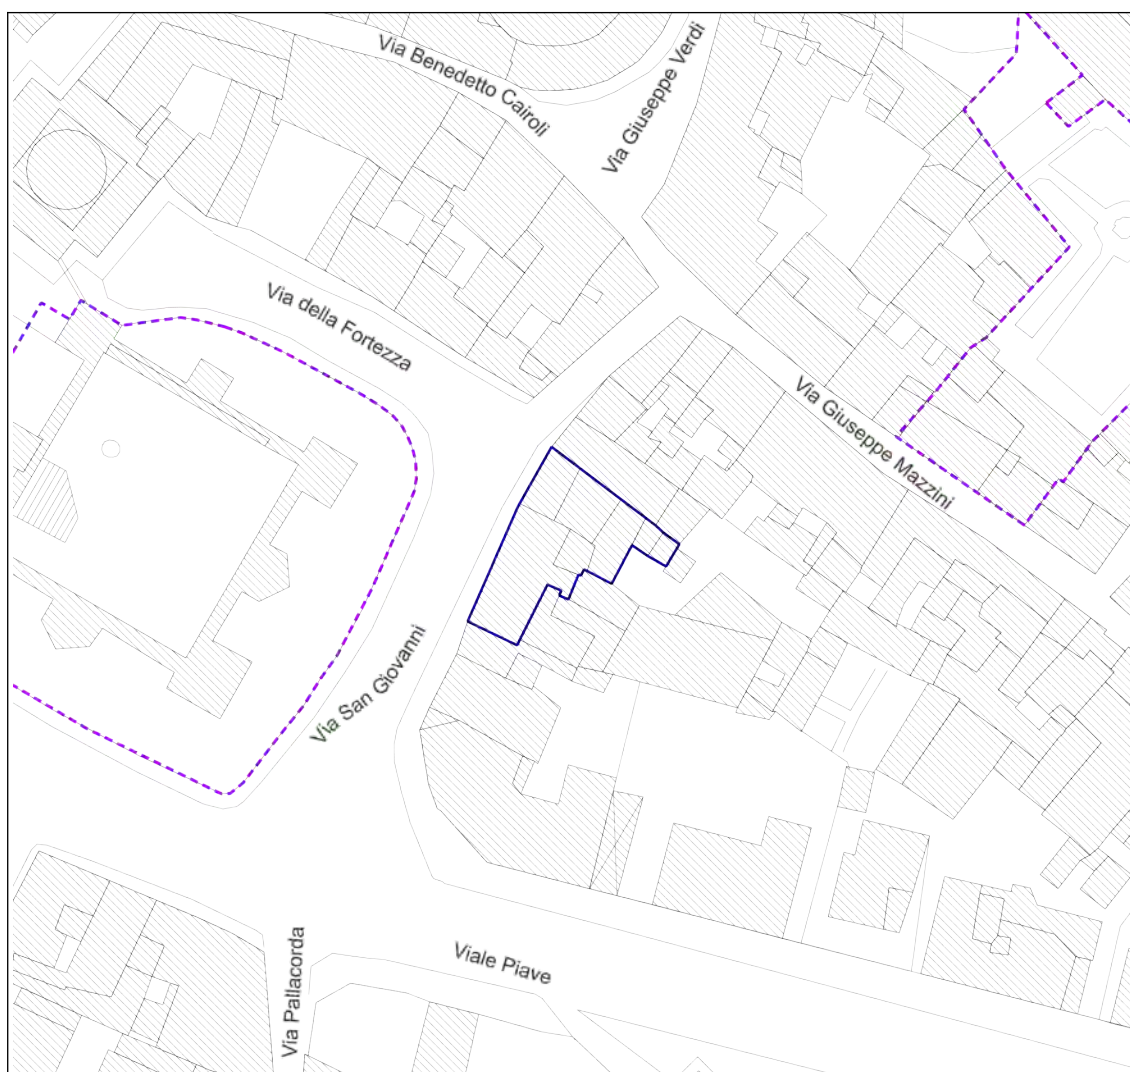 Via Benedetto Cairoli
Via Giuseppe Verdi
Via della Fortezza
Via Giuseppe Mazzini
Via San Giovanni
Via Pallacorda
Viale Piave